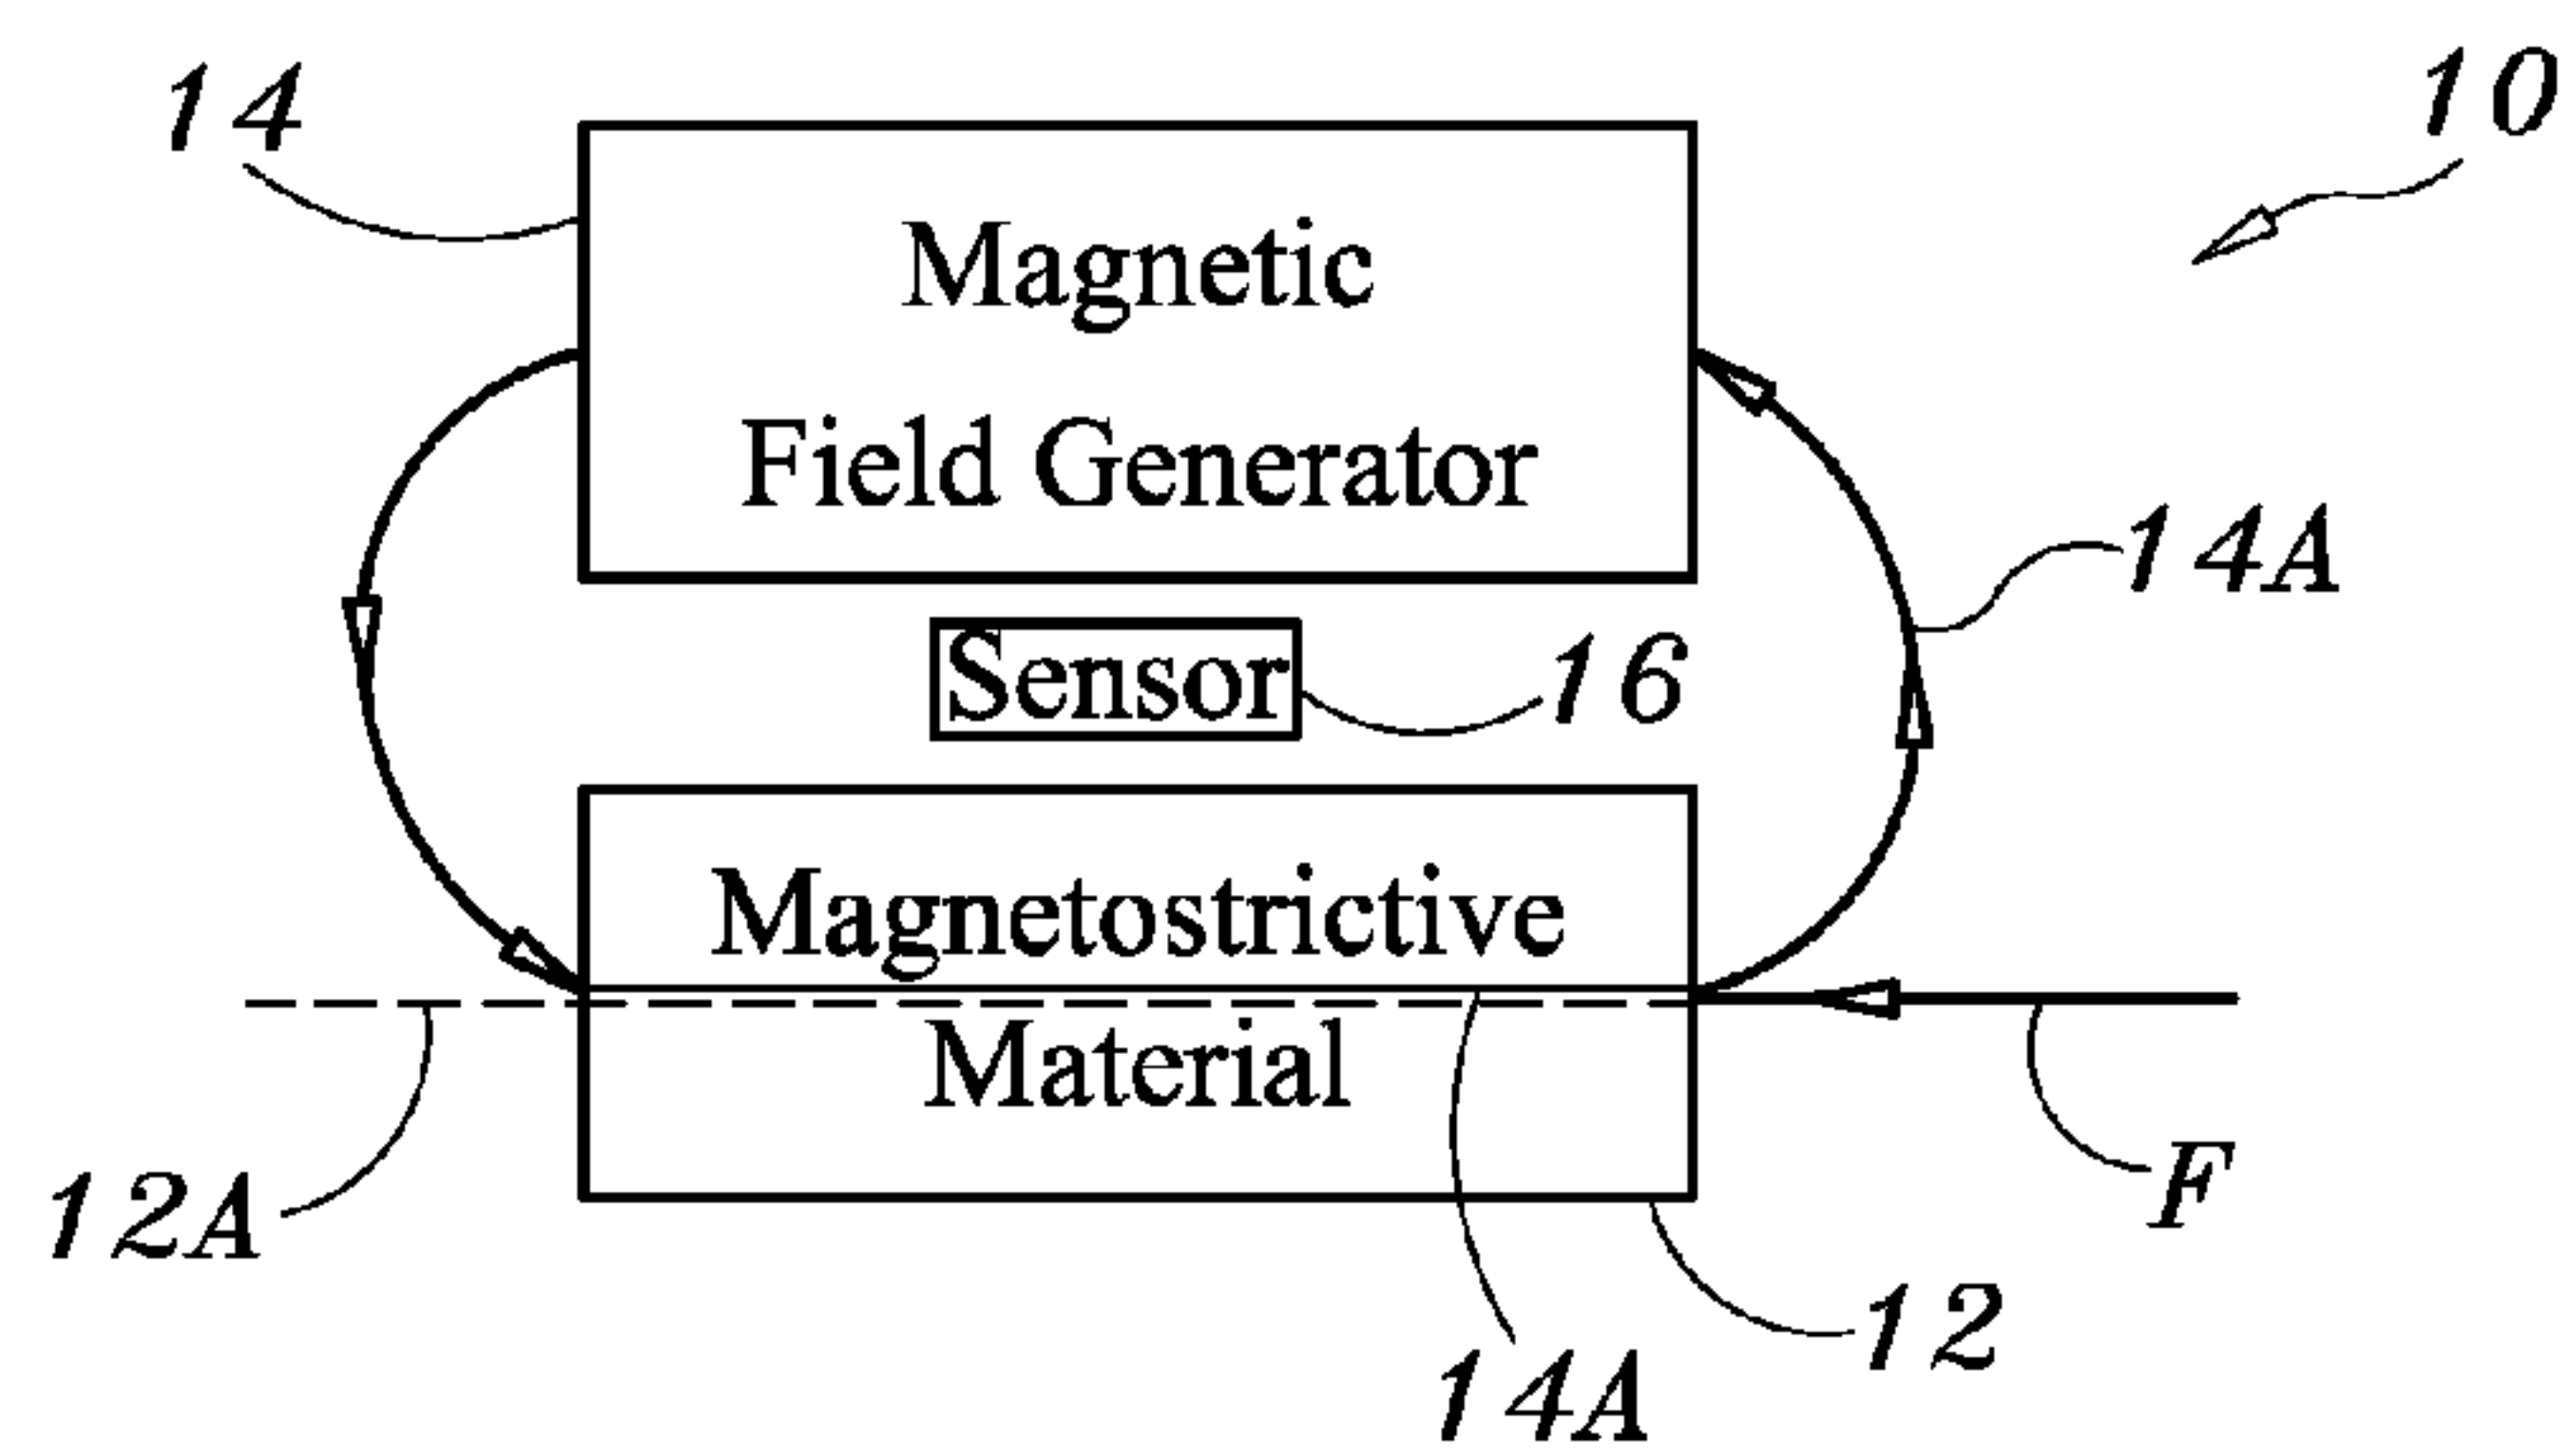 14
10
Magnetic
Field Generator
14A
Sensor
16
Magnetostrictive
Material
12A
F
12
14A